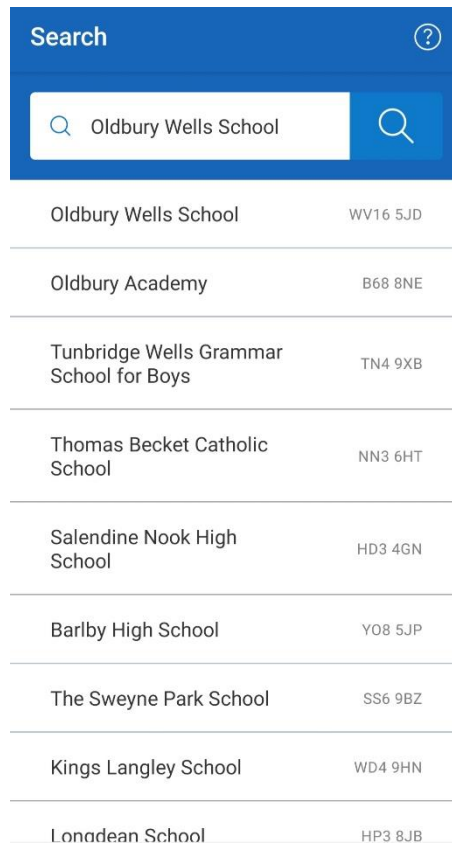 Search
?
Oldbury Wells School
Oldbury Wells School WV16 5JD
Oldbury Academy B68 8NE
Tunbridge Wells Grammar
School for Boys TN4 9XB
Thomas Becket Catholic
School NN3 6HT
Salendine Nook High
School HD3 4GN
Barlby High School YO8 5JP
The Sweyne Park School SS6 9BZ
Kings Langley School WD4 9HN
Longdean School HP3 8JB